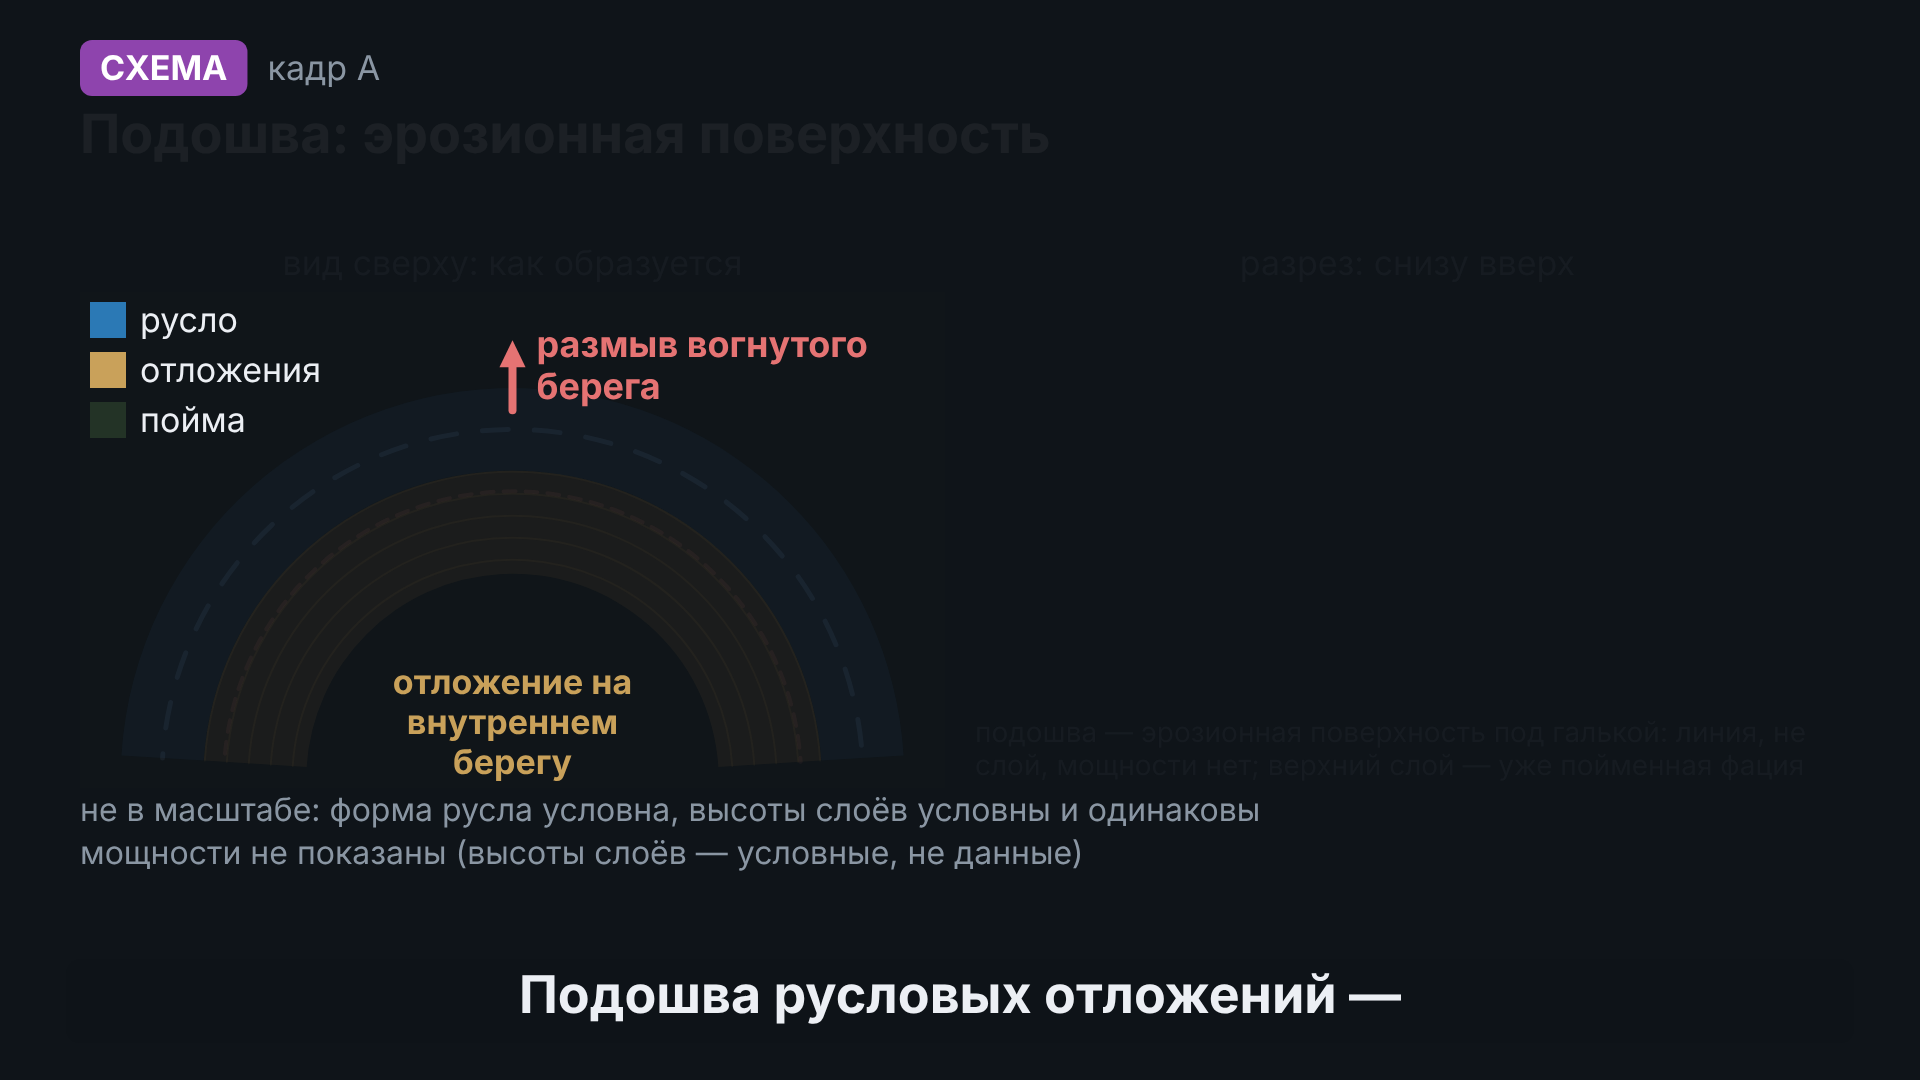 СХЕМА кадр А
Подошва: эрозионная поверхность
вид сверху: как образуется
разрез: снизу вверх
русло
отложения
пойма
размыв вогнутого
берега
отложение на
внутреннем
берегу
подошва — эрозионная поверхность под галькой: линия, не
слой, мощности нет; верхний слой — уже пойменная фация
не в масштабе: форма русла условна, высоты слоёв условны и одинаковы
мощности не показаны (высоты слоёв — условные, не данные)
Подошва русловых отложений —